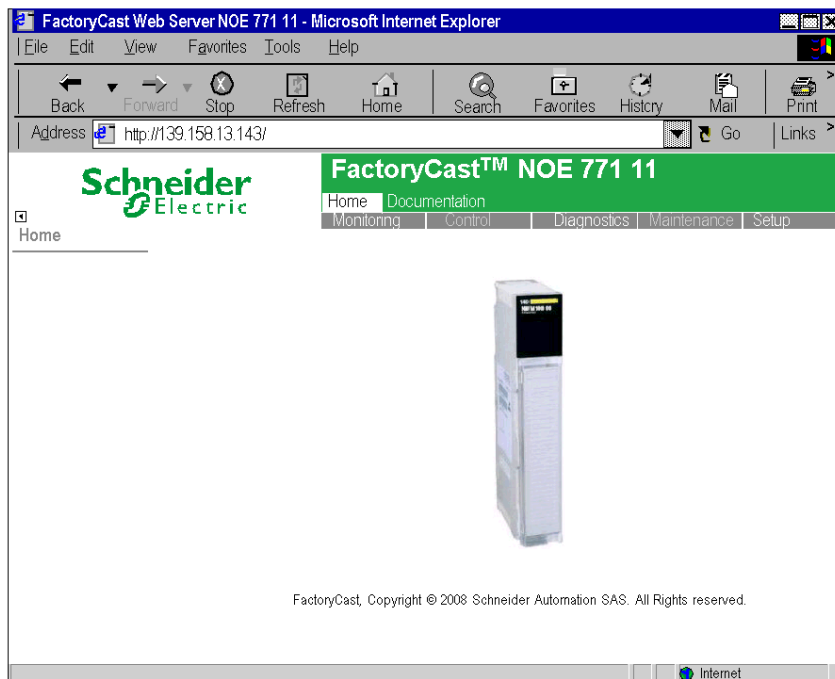 FactoryCast Web Server NOE 771 11 - Microsoft Internet Explorer
File Edit View Favorites Tools Help
Back Forward Stop Refresh Home Search Favorites History Mail Print
Address http://139.158.13.143/ Go Links
Schneider Electric
FactoryCast™ NOE 771 11
Home Documentation
Monitoring Control Diagnostics Maintenance Setup
Home
FactoryCast, Copyright © 2008 Schneider Automation SAS. All Rights reserved.
Internet